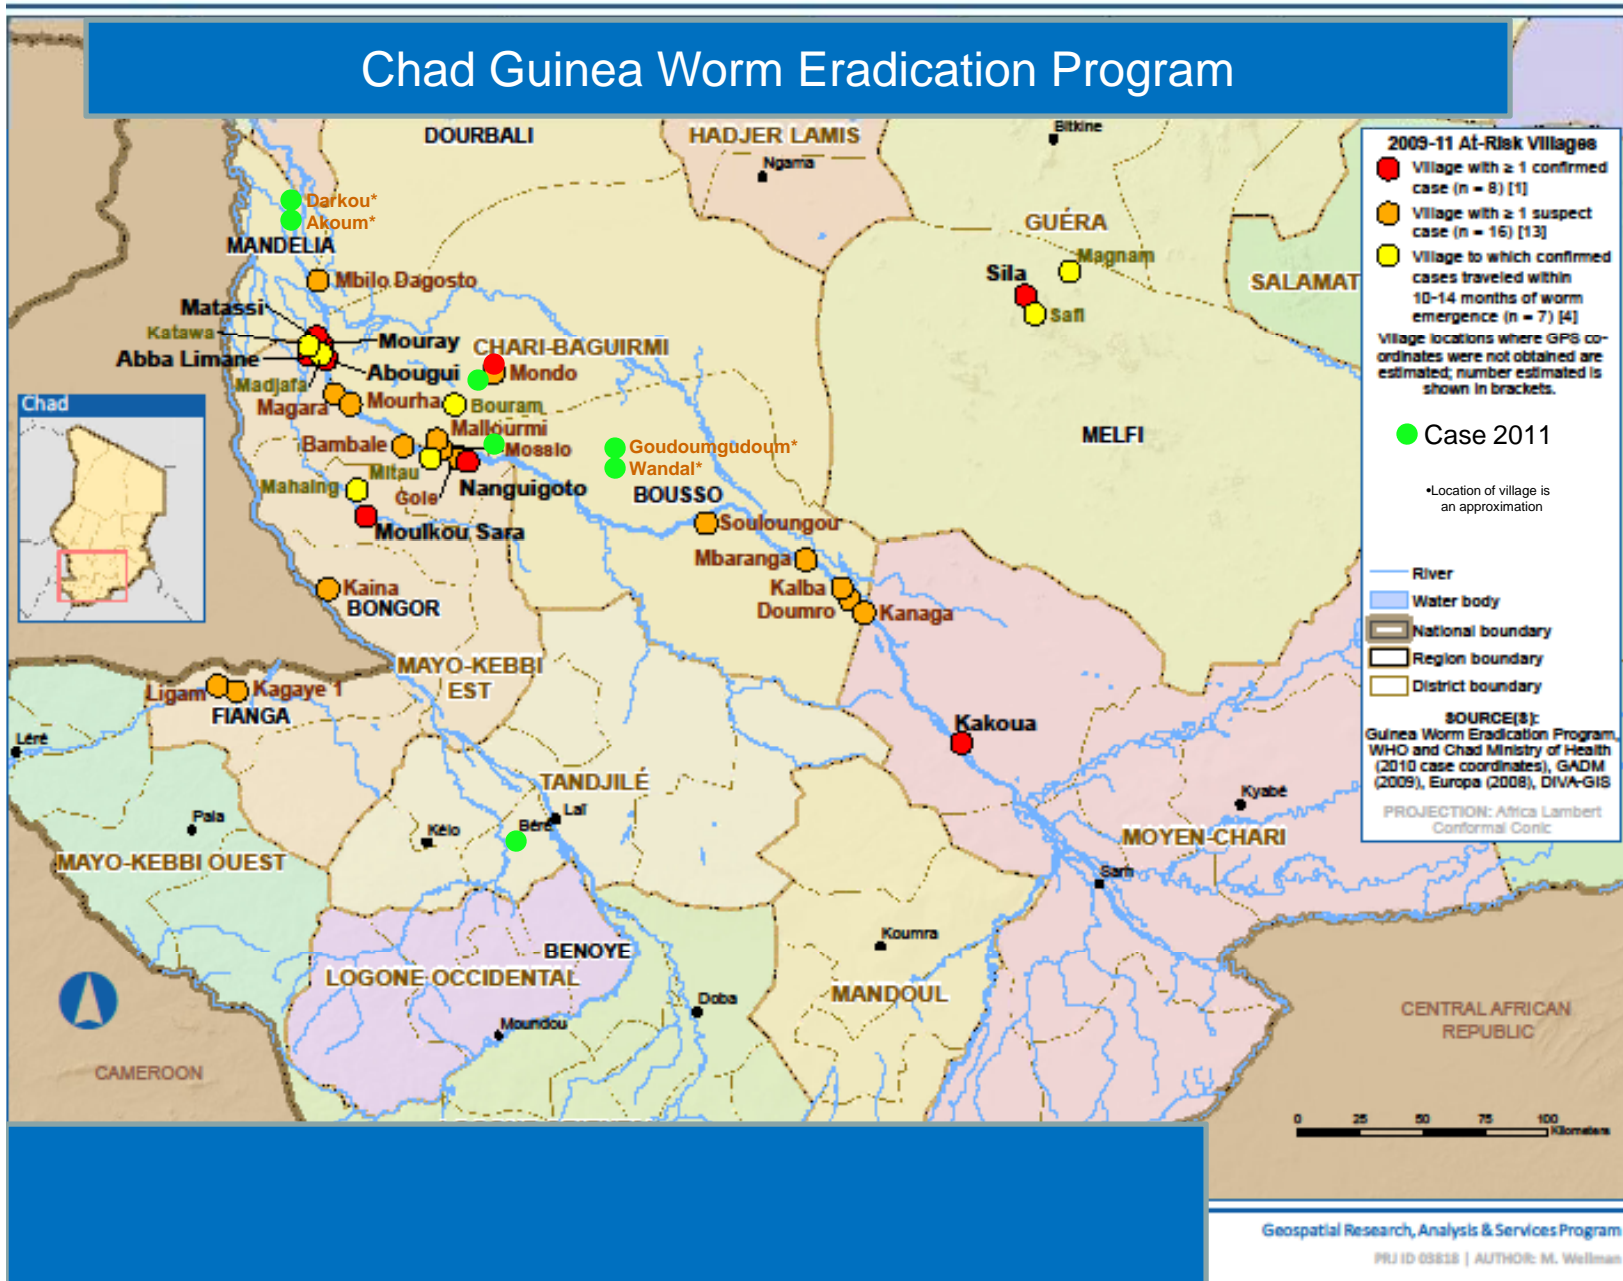 Chad Guinea Worm Eradication Program
DOURBALI
HADJER LAMIS
Ngama
Bitkine
GUÉRA
Darkou*
Akoum*
MANDELIA
Mbilo Dagosto
Magnam
Sila
Safi
SALAMAT
Matassi
Katawa
Mouray
Abba Limane
Abougui
CHARI-BAGUIRMI
Mondo
Madjafa
Magara
Mourha
Bouram
Mallourmi
Bambale
Mossio
Goudoumgudoum*
Wandal*
MELFI
Mitau
Mahaing
Gole
Nanguigoto
BOUSSO
Moulkou Sara
Souloungou
Mbaranga
Kalba
Doumro
Kanaga
Kaina
BONGOR
MAYO-KEBBI
EST
Ligam
Kagaye 1
FIANGA
Léré
Kakoua
TANDJILÉ
Laï
Béré
Kélo
Pala
MAYO-KEBBI OUEST
Kyabé
MOYEN-CHARI
Sarh
Koumra
BENOYE
LOGONE OCCIDENTAL
MANDOUL
Doba
Moundou
CAMEROON
CENTRAL AFRICAN
REPUBLIC
Chad
2009-11 At-Risk Villages
Village with ≥ 1 confirmed
case (n = 8) [1]
Village with ≥ 1 suspect
case (n = 16) [13]
Village to which confirmed
cases traveled within
10-14 months of worm
emergence (n = 7) [4]
Village locations where GPS co-
ordinates were not obtained are
estimated; number estimated is
shown in brackets.
Case 2011
•Location of village is
an approximation
River
Water body
National boundary
Region boundary
District boundary
SOURCE(S):
Guinea Worm Eradication Program,
WHO and Chad Ministry of Health
(2010 case coordinates), GADM
(2009), Europa (2008), DIVA-GIS
PROJECTION: Africa Lambert
Conformal Conic
0 25 50 75 100
Kilometers
Geospatial Research, Analysis & Services Program
PRJ ID 03818 | AUTHOR: M. Wellman